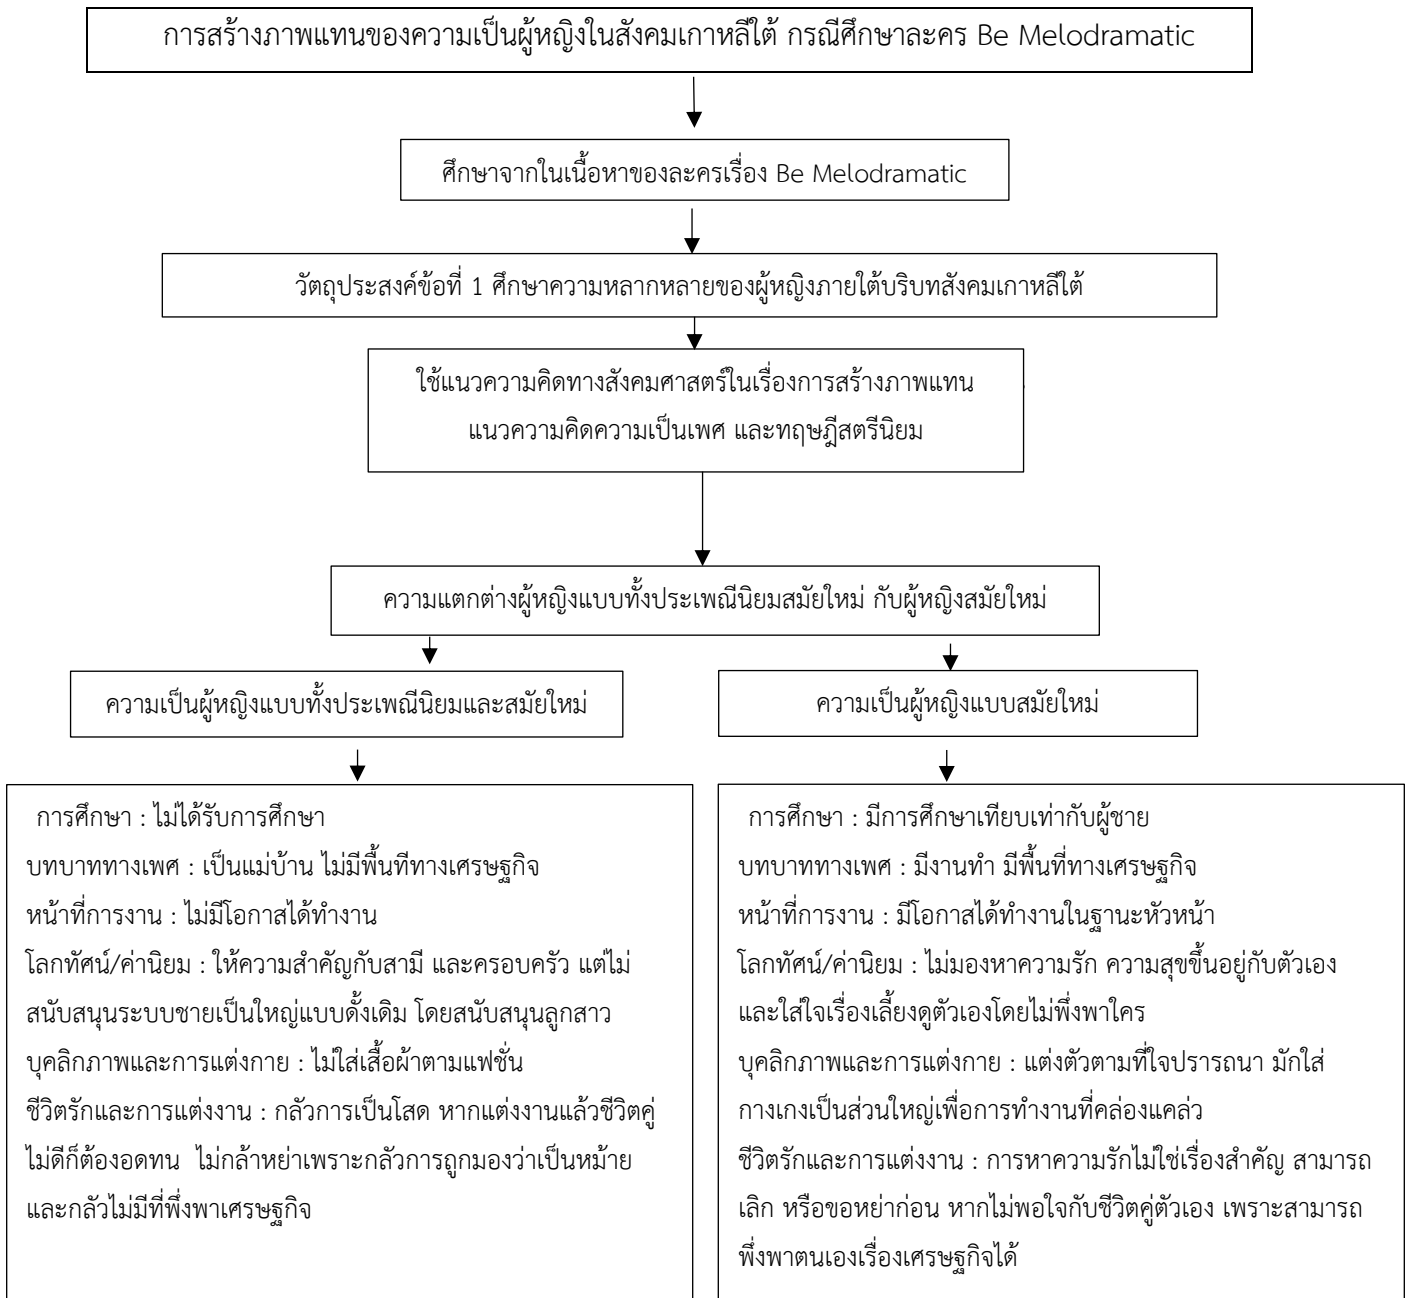 การสร้างภาพแทนของความเป็นผู้หญิงในสังคมเกาหลีใต้ กรณีศึกษาละคร Be Melodramatic
ศึกษาจากในเนื้อหาของละครเรื่อง Be Melodramatic
วัตถุประสงค์ข้อที่ 1 ศึกษาความหลากหลายของผู้หญิงภายใต้บริบทสังคมเกาหลีใต้
ใช้แนวความคิดทางสังคมศาสตร์ในเรื่องการสร้างภาพแทน
แนวความคิดความเป็นเพศ และทฤษฎีสตรีนิยม
ความแตกต่างผู้หญิงแบบทั้งประเพณีนิยมสมัยใหม่ กับผู้หญิงสมัยใหม่
ความเป็นผู้หญิงแบบทั้งประเพณีนิยมและสมัยใหม่
ความเป็นผู้หญิงแบบสมัยใหม่
การศึกษา : ไม่ได้รับการศึกษา
บทบาททางเพศ : เป็นแม่บ้าน ไม่มีพื้นทีทางเศรษฐกิจ
หน้าที่การงาน : ไม่มีโอกาสได้ทำงาน
โลกทัศน์/ค่านิยม : ให้ความสำคัญกับสามี และครอบครัว แต่ไม่
สนับสนุนระบบชายเป็นใหญ่แบบดั้งเดิม โดยสนับสนุนลูกสาว
บุคลิกภาพและการแต่งกาย : ไม่ใส่เสื้อผ้าตามแฟชั่น
ชีวิตรักและการแต่งงาน : กลัวการเป็นโสด หากแต่งงานแล้วชีวิตคู่
ไม่ดีก็ต้องอดทน ไม่กล้าหย่าเพราะกลัวการถูกมองว่าเป็นหม้าย
และกลัวไม่มีที่พึ่งพาเศรษฐกิจ
การศึกษา : มีการศึกษาเทียบเท่ากับผู้ชาย
บทบาททางเพศ : มีงานทำ มีพื้นที่ทางเศรษฐกิจ
หน้าที่การงาน : มีโอกาสได้ทำงานในฐานะหัวหน้า
โลกทัศน์/ค่านิยม : ไม่มองหาความรัก ความสุขขึ้นอยู่กับตัวเอง
และใส่ใจเรื่องเลี้ยงดูตัวเองโดยไม่พึ่งพาใคร
บุคลิกภาพและการแต่งกาย : แต่งตัวตามที่ใจปรารถนา มักใส่
กางเกงเป็นส่วนใหญ่เพื่อการทำงานที่คล่องแคล่ว
ชีวิตรักและการแต่งงาน : การหาความรักไม่ใช่เรื่องสำคัญ สามารถ
เลิก หรือขอหย่าก่อน หากไม่พอใจกับชีวิตคู่ตัวเอง เพราะสามารถ
พึ่งพาตนเองเรื่องเศรษฐกิจได้